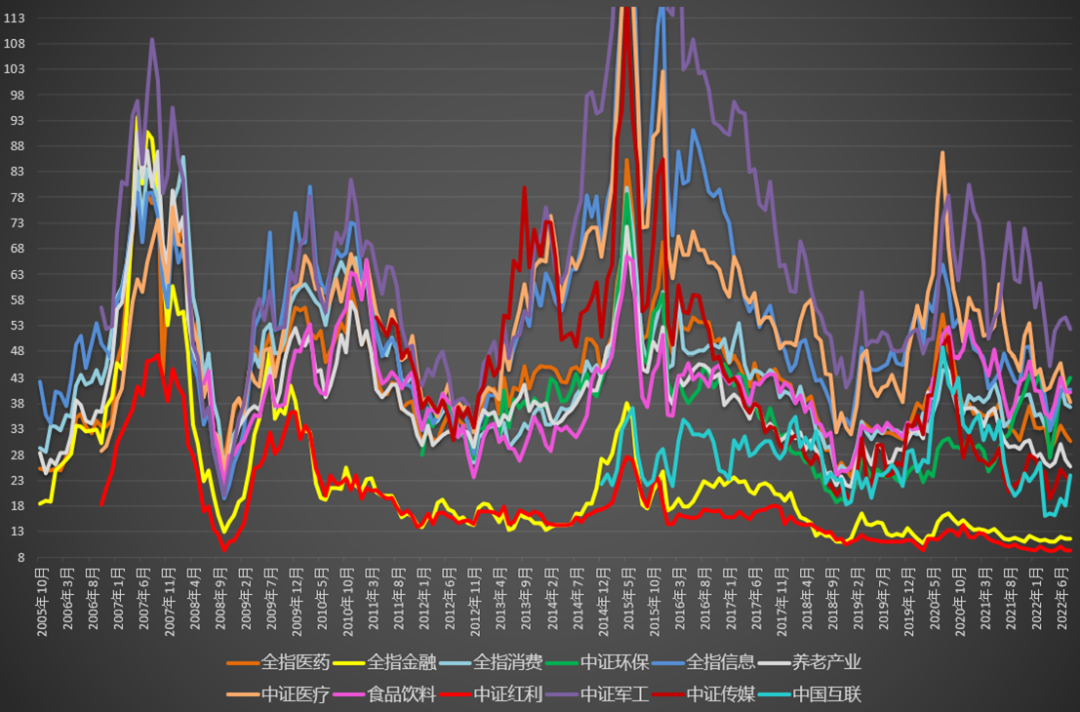 113
108
103
98
93
88
83
78
73
68
63
58
53
48
43
38
33
28
23
18
13
8
2005年10月
2006年3月
2006年8月
2007年1月
2007年6月
2007年11月
2008年4月
2008年9月
2009年2月
2009年7月
2009年12月
2010年5月
2010年10月
2011年3月
2011年8月
2012年1月
2012年6月
2012年11月
2013年4月
2013年9月
2014年2月
2014年7月
2014年12月
2015年5月
2015年10月
2016年3月
2016年8月
2017年1月
2017年6月
2017年11月
2018年4月
2018年9月
2019年2月
2019年7月
2019年12月
2020年5月
2020年10月
2021年3月
2021年8月
2022年1月
2022年6月
全指医药 全指金融 全指消费 中证环保 全指信息 养老产业
中证医疗 食品饮料 中证红利 中证军工 中证传媒 中国互联